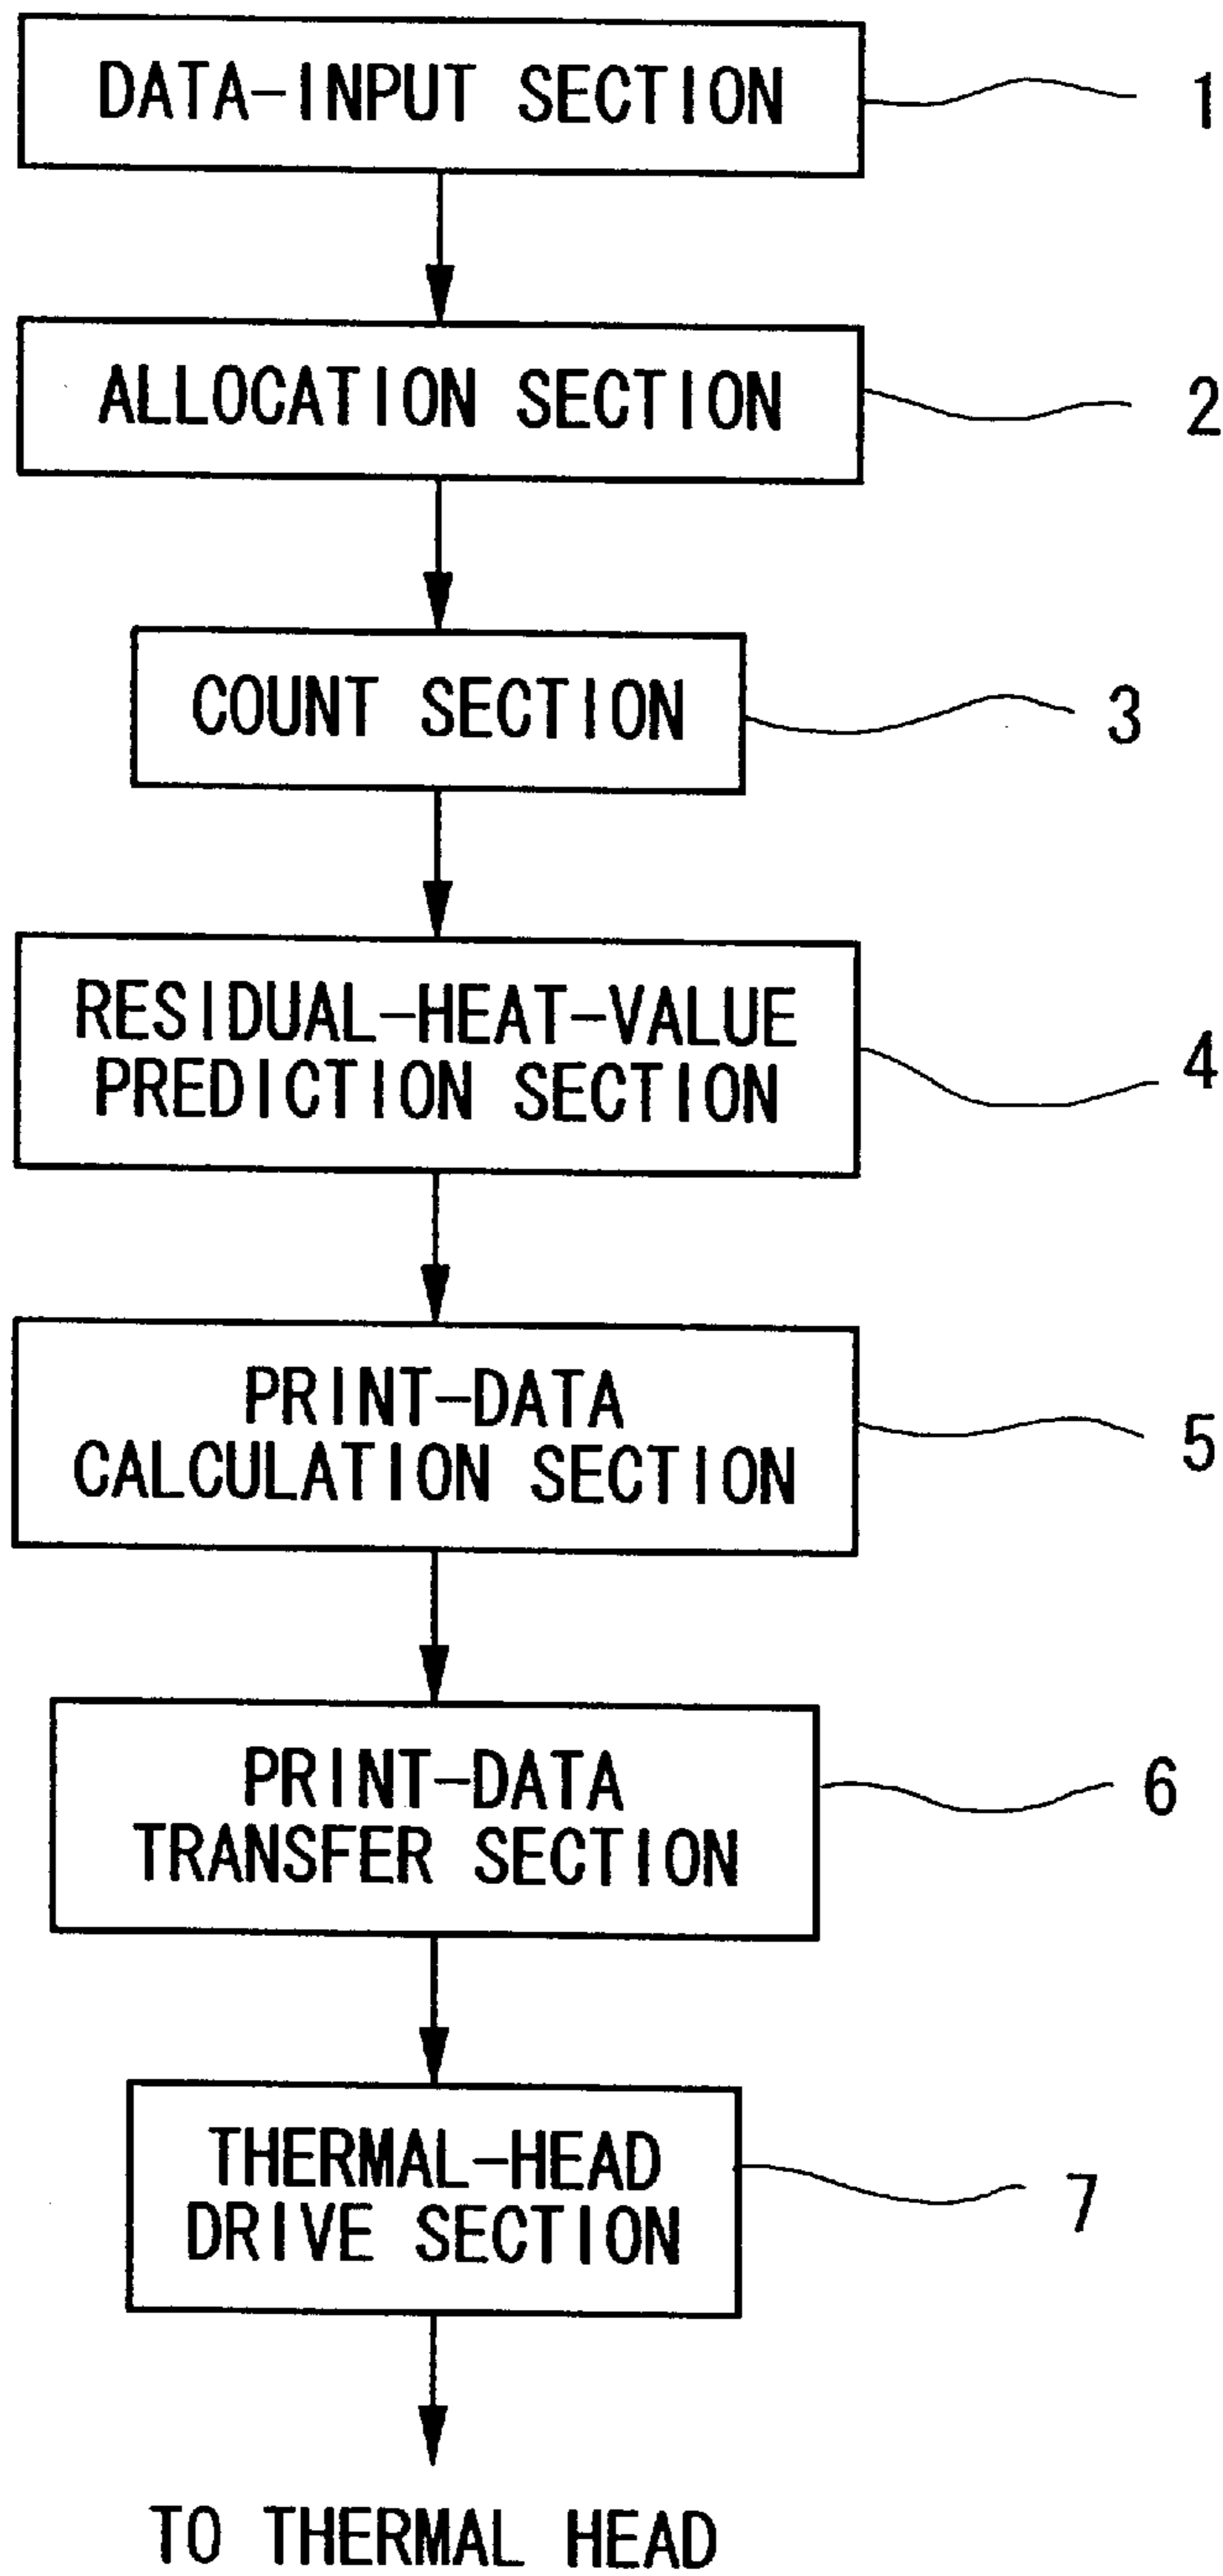 DATA-INPUT SECTION
1
ALLOCATION SECTION
2
COUNT SECTION
3
RESIDUAL-HEAT-VALUE
PREDICTION SECTION
4
PRINT-DATA
CALCULATION SECTION
5
PRINT-DATA
TRANSFER SECTION
6
THERMAL-HEAD
DRIVE SECTION
7
TO THERMAL HEAD